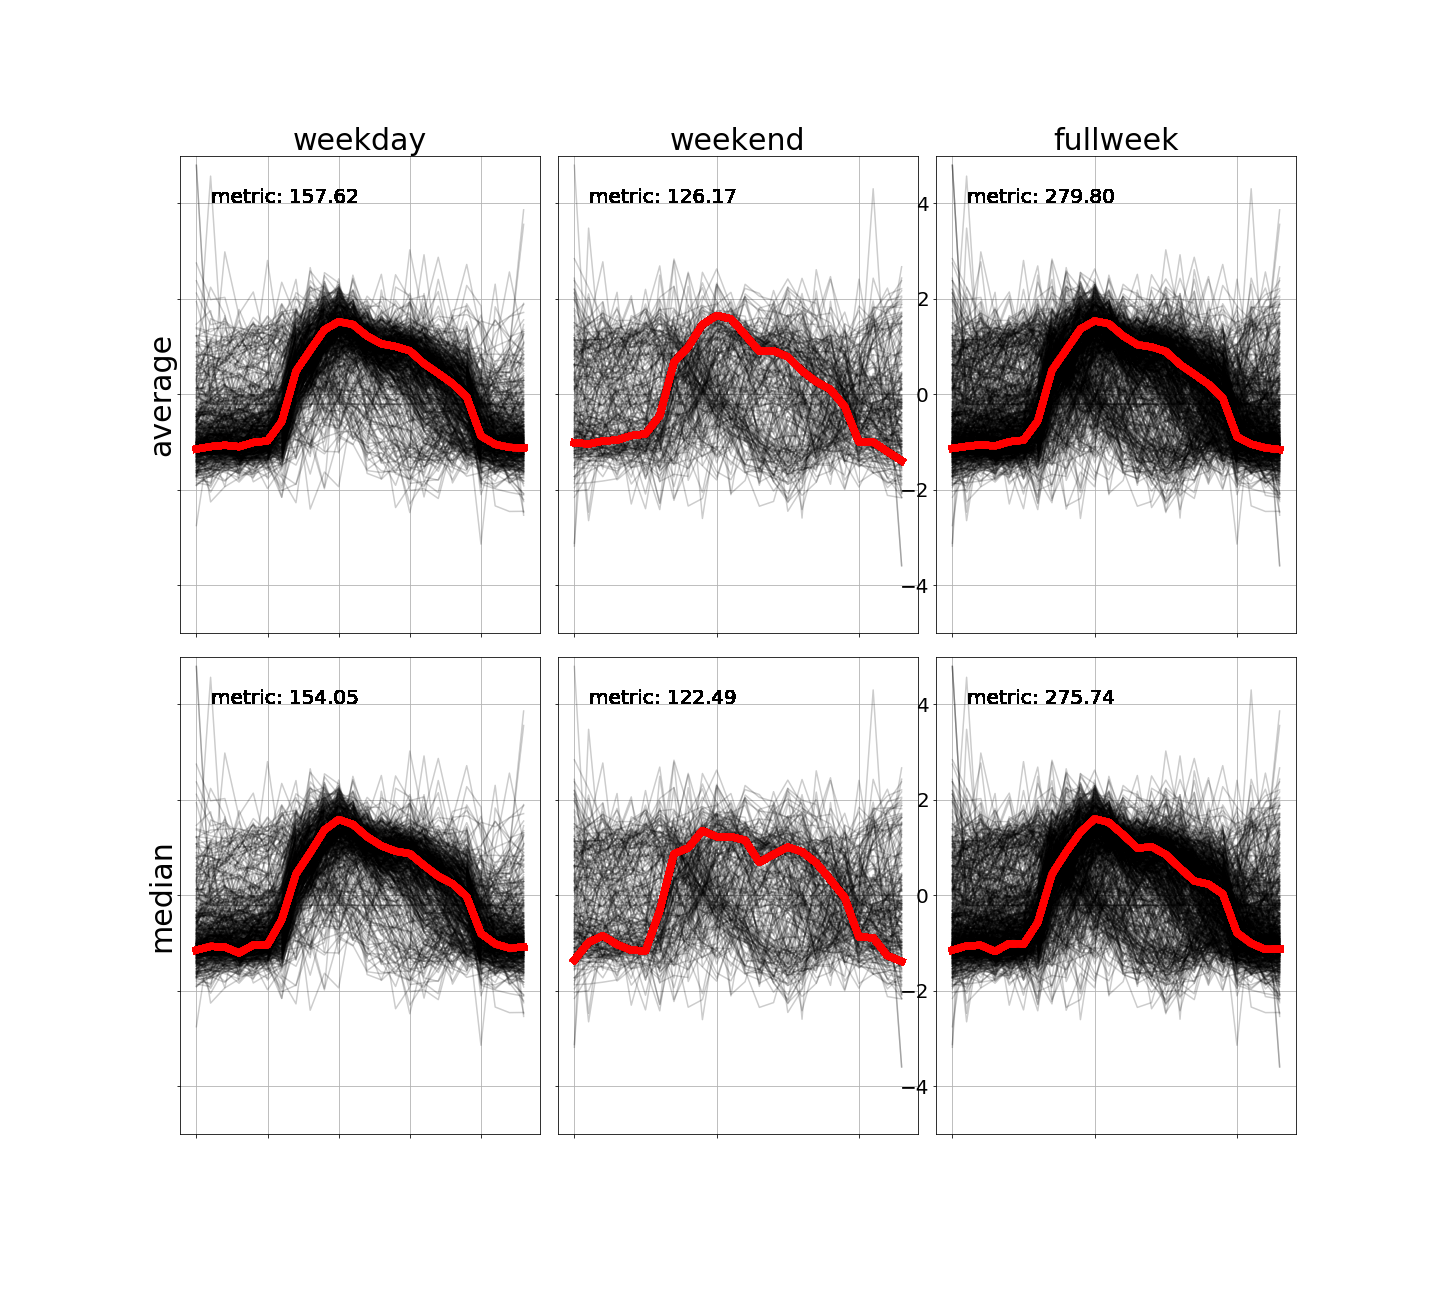 weekday
weekend
fullweek
metric: 157.62
metric: 126.17
metric: 279.80
4
2
0
−2
−4
average
metric: 154.05
metric: 122.49
metric: 275.74
4
2
0
−2
−4
median